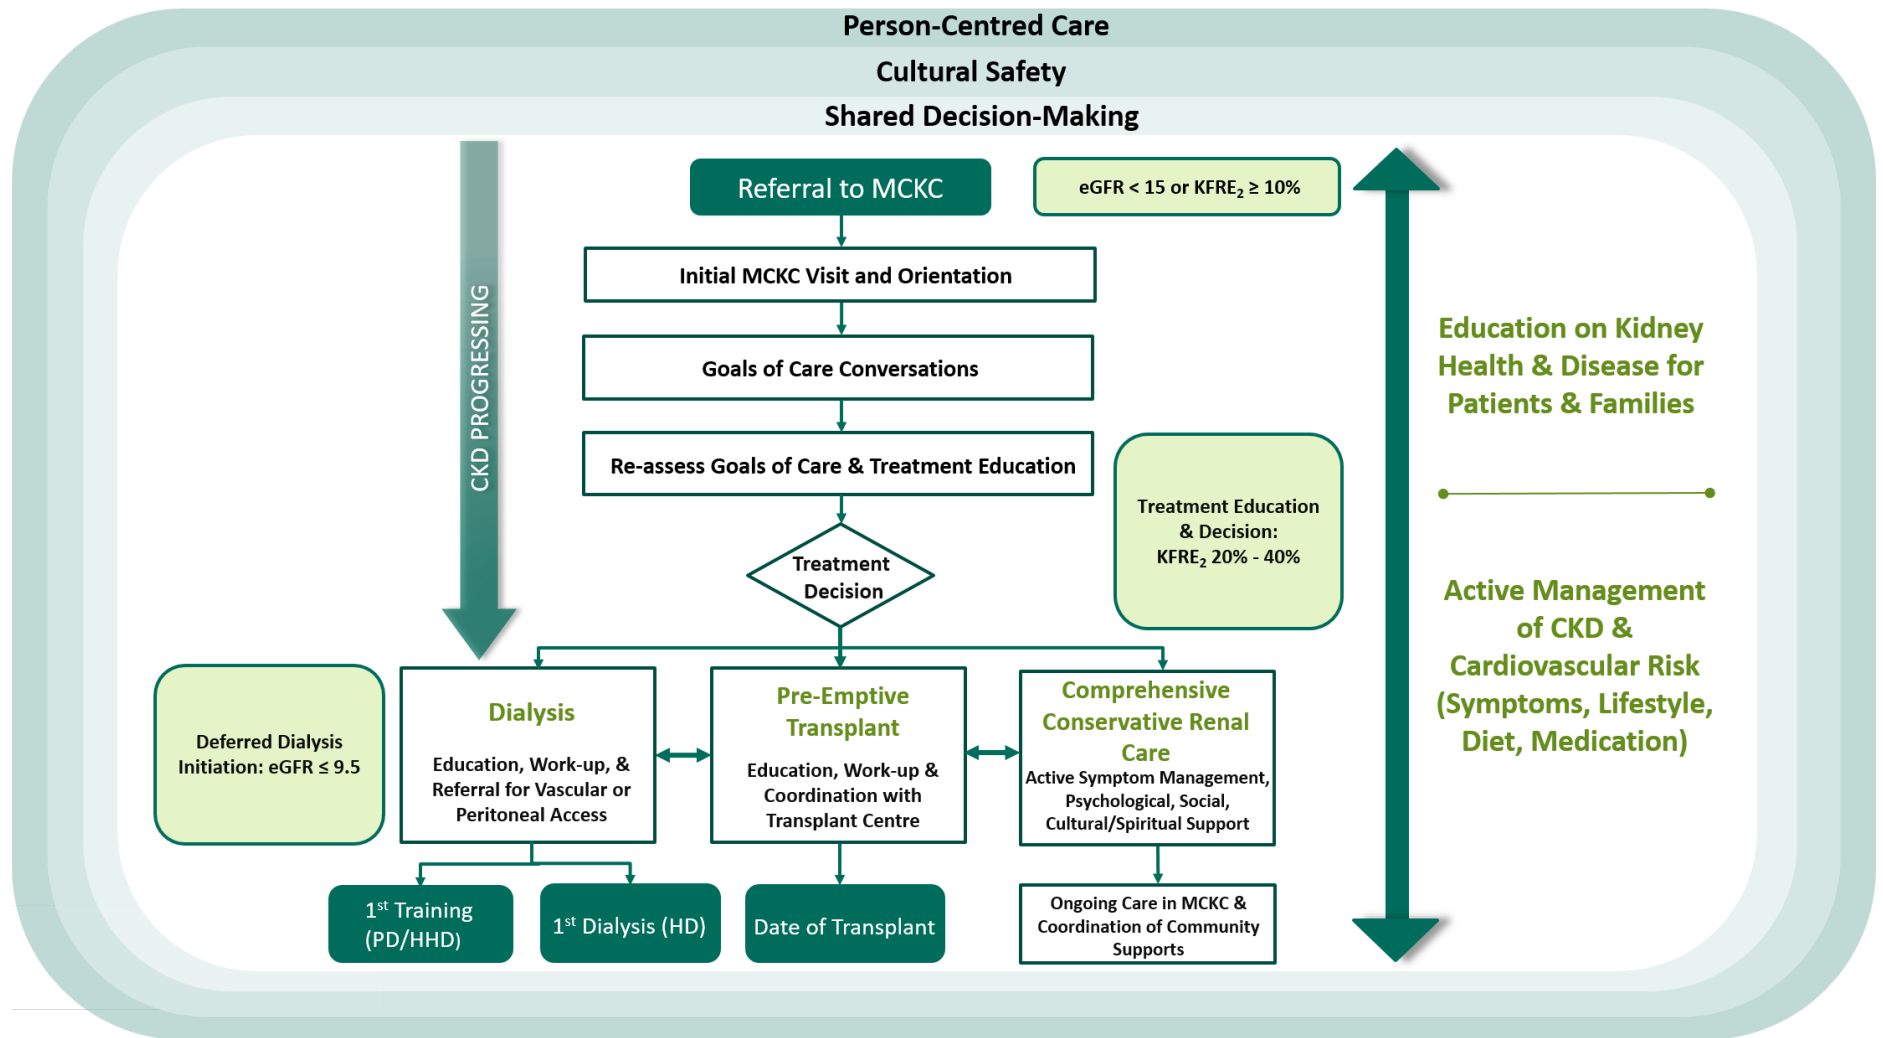 Person-Centred Care
Cultural Safety
Shared Decision-Making
Referral to MCKC
eGFR < 15 or KFRE₂ ≥ 10%
Initial MCKC Visit and Orientation
Goals of Care Conversations
Re-assess Goals of Care & Treatment Education
CKD PROGRESSING
Treatment Education
& Decision:
KFRE₂ 20% - 40%
Treatment
Decision
Education on Kidney
Health & Disease for
Patients & Families
Active Management
of CKD &
Cardiovascular Risk
(Symptoms, Lifestyle,
Diet, Medication)
Deferred Dialysis
Initiation: eGFR ≤ 9.5
Dialysis
Education, Work-up, &
Referral for Vascular or
Peritoneal Access
Pre-Emptive
Transplant
Education, Work-up &
Coordination with
Transplant Centre
Comprehensive
Conservative Renal
Care
Active Symptom Management,
Psychological, Social,
Cultural/Spiritual Support
1st Training
(PD/HHD)
1st Dialysis (HD)
Date of Transplant
Ongoing Care in MCKC &
Coordination of Community
Supports